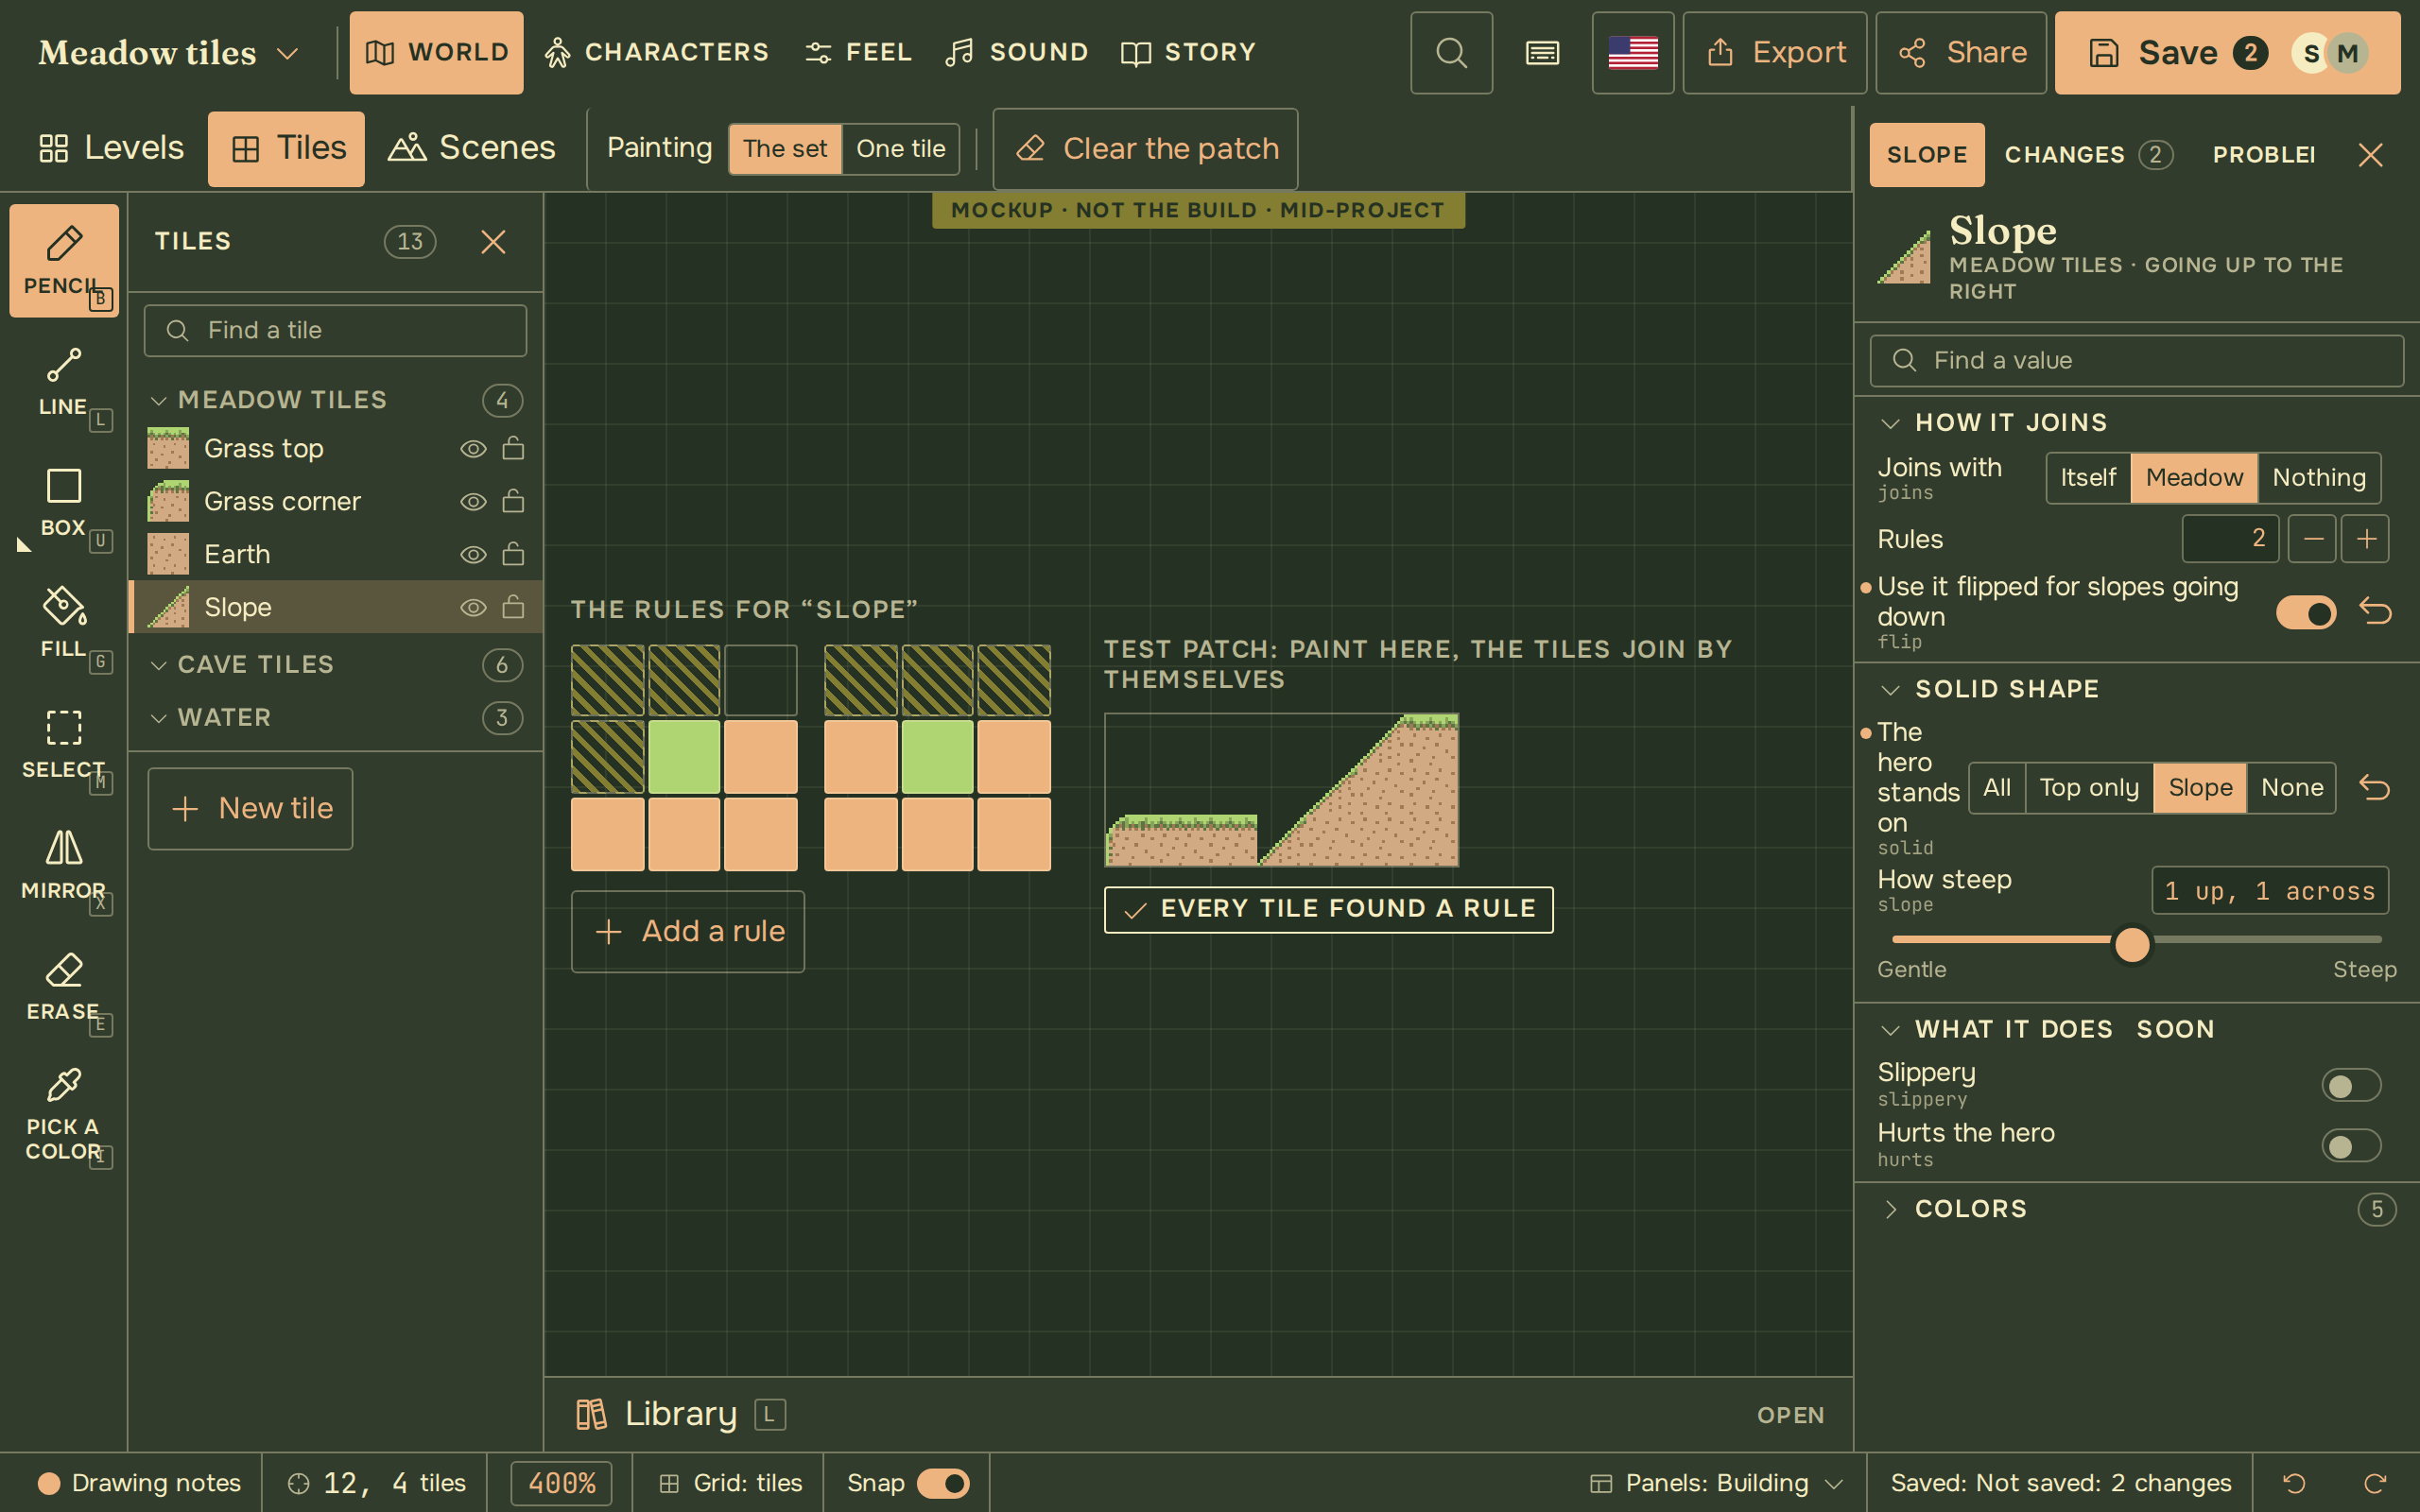 Meadow tiles
WORLD
CHARACTERS
FEEL
SOUND
STORY
Export
Share
Save 2
S M
Levels
Tiles
Scenes
Painting
The set
One tile
Clear the patch
SLOPE
CHANGES 2
PROBLEI
MOCKUP · NOT THE BUILD · MID-PROJECT
PENCIL B
LINE L
BOX U
FILL G
SELECT M
MIRROR X
ERASE E
PICK A
COLOR I
TILES 13
Find a tile
MEADOW TILES 4
Grass top
Grass corner
Earth
Slope
CAVE TILES 6
WATER 3
New tile
THE RULES FOR “SLOPE”
Add a rule
TEST PATCH: PAINT HERE, THE TILES JOIN BY
THEMSELVES
EVERY TILE FOUND A RULE
Library L
OPEN
Slope
MEADOW TILES · GOING UP TO THE
RIGHT
Find a value
HOW IT JOINS
Joins with
joins
Itself
Meadow
Nothing
Rules
2
Use it flipped for slopes going
down
flip
SOLID SHAPE
The
hero
stands
on
solid
All
Top only
Slope
None
How steep
slope
1 up, 1 across
Gentle
Steep
WHAT IT DOES SOON
Slippery
slippery
Hurts the hero
hurts
COLORS 5
Drawing notes
12, 4 tiles
400%
Grid: tiles
Snap
Panels: Building
Saved: Not saved: 2 changes